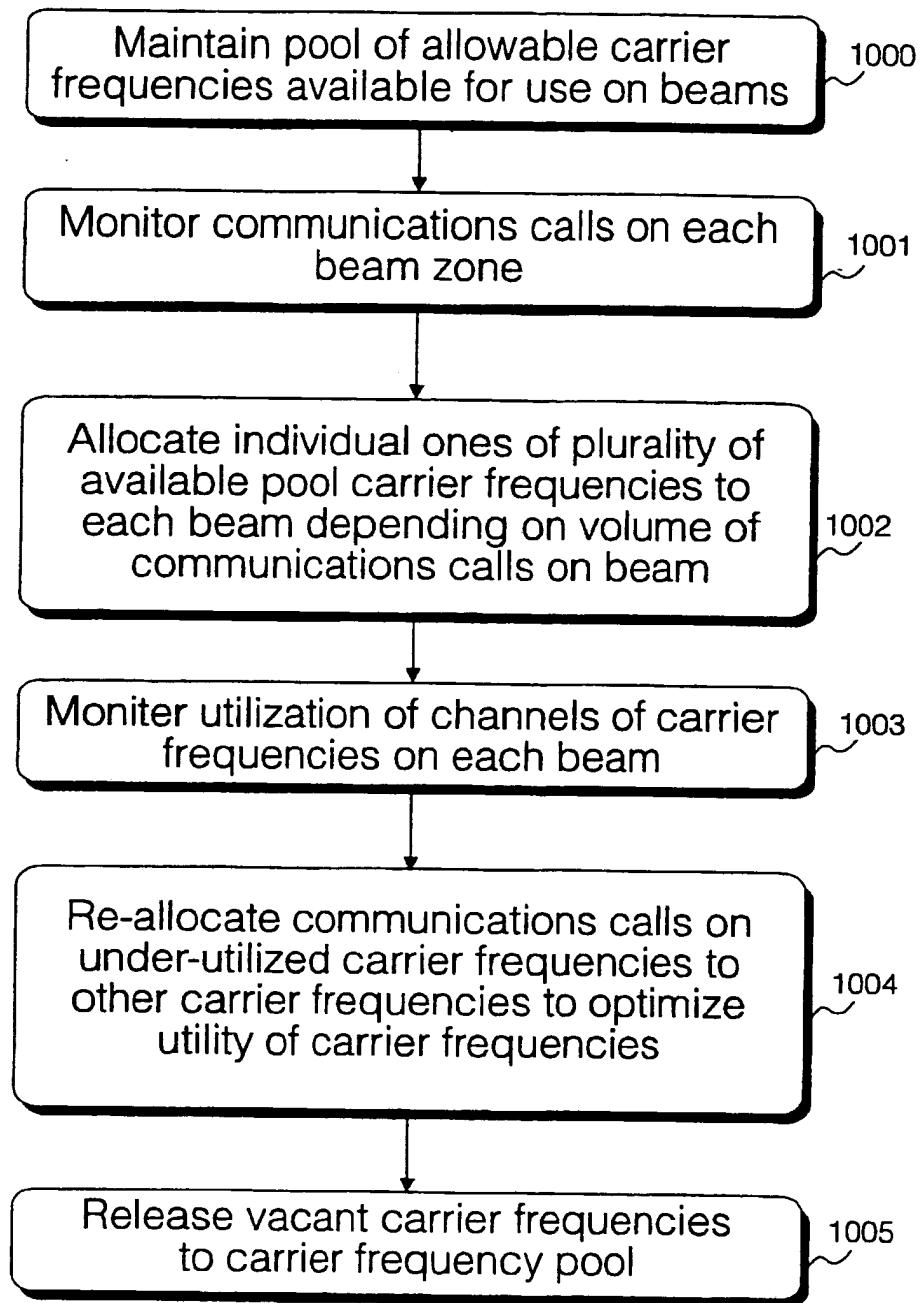 Maintain pool of allowable carrier
frequencies available for use on beams
1000
Monitor communications calls on each
beam zone
1001
Allocate individual ones of plurality of
available pool carrier frequencies to
each beam depending on volume of
communications calls on beam
1002
Moniter utilization of channels of carrier
frequencies on each beam
1003
Re-allocate communications calls on
under-utilized carrier frequencies to
other carrier frequencies to optimize
utility of carrier frequencies
1004
Release vacant carrier frequencies
to carrier frequency pool
1005